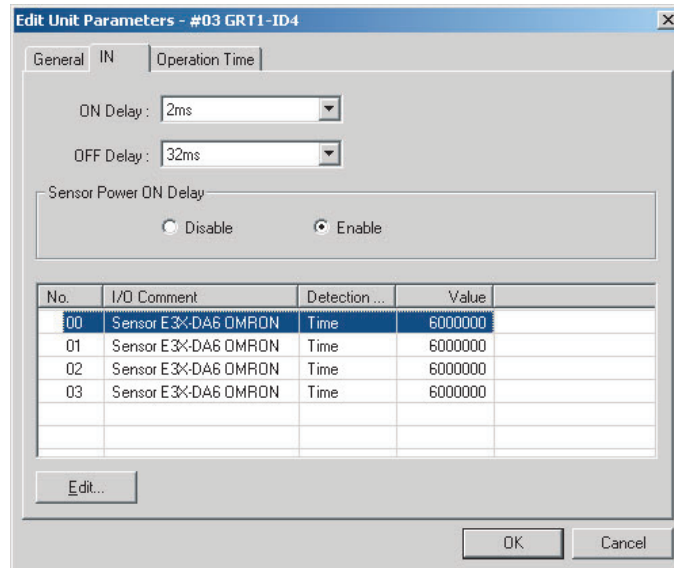 Edit Unit Parameters - #03 GRT1-ID4
General IN Operation Time
ON Delay : 2ms
OFF Delay : 32ms
Sensor Power ON Delay
Disable Enable
No. I/O Comment Detection ... Value
00 Sensor E3X-DA6 OMRON Time 6000000
01 Sensor E3X-DA6 OMRON Time 6000000
02 Sensor E3X-DA6 OMRON Time 6000000
03 Sensor E3X-DA6 OMRON Time 6000000
Edit...
OK Cancel